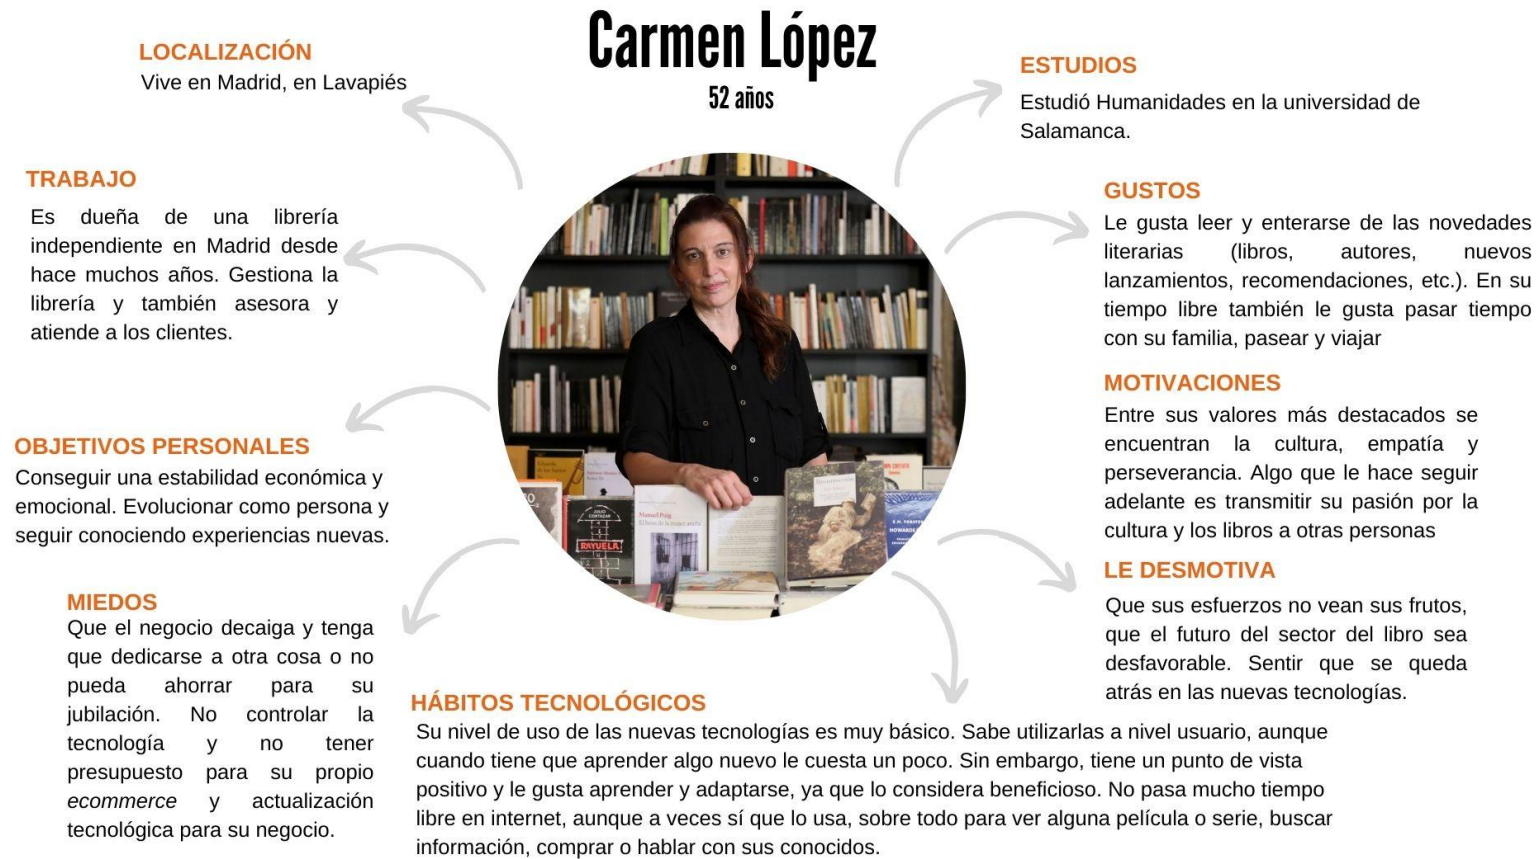 Carmen López
52 años
LOCALIZACIÓN
Vive en Madrid, en Lavapiés
TRABAJO
Es dueña de una librería
independiente en Madrid desde
hace muchos años. Gestiona la
librería y también asesora y
atiende a los clientes.
OBJETIVOS PERSONALES
Conseguir una estabilidad económica y
emocional. Evolucionar como persona y
seguir conociendo experiencias nuevas.
MIEDOS
Que el negocio decaiga y tenga
que dedicarse a otra cosa o no
pueda ahorrar para su
jubilación. No controlar la
tecnología y no tener
presupuesto para su propio
ecommerce y actualización
tecnológica para su negocio.
ESTUDIOS
Estudió Humanidades en la universidad de
Salamanca.
GUSTOS
Le gusta leer y enterarse de las novedades
literarias (libros, autores, nuevos
lanzamientos, recomendaciones, etc.). En su
tiempo libre también le gusta pasar tiempo
con su familia, pasear y viajar
MOTIVACIONES
Entre sus valores más destacados se
encuentran la cultura, empatía y
perseverancia. Algo que le hace seguir
adelante es transmitir su pasión por la
cultura y los libros a otras personas
LE DESMOTIVA
Que sus esfuerzos no vean sus frutos,
que el futuro del sector del libro sea
desfavorable. Sentir que se queda
atrás en las nuevas tecnologías.
HÁBITOS TECNOLÓGICOS
Su nivel de uso de las nuevas tecnologías es muy básico. Sabe utilizarlas a nivel usuario, aunque
cuando tiene que aprender algo nuevo le cuesta un poco. Sin embargo, tiene un punto de vista
positivo y le gusta aprender y adaptarse, ya que lo considera beneficioso. No pasa mucho tiempo
libre en internet, aunque a veces sí que lo usa, sobre todo para ver alguna película o serie, buscar
información, comprar o hablar con sus conocidos.
JULIO
CORTÁZAR
RAYUELA
Manuel Puig